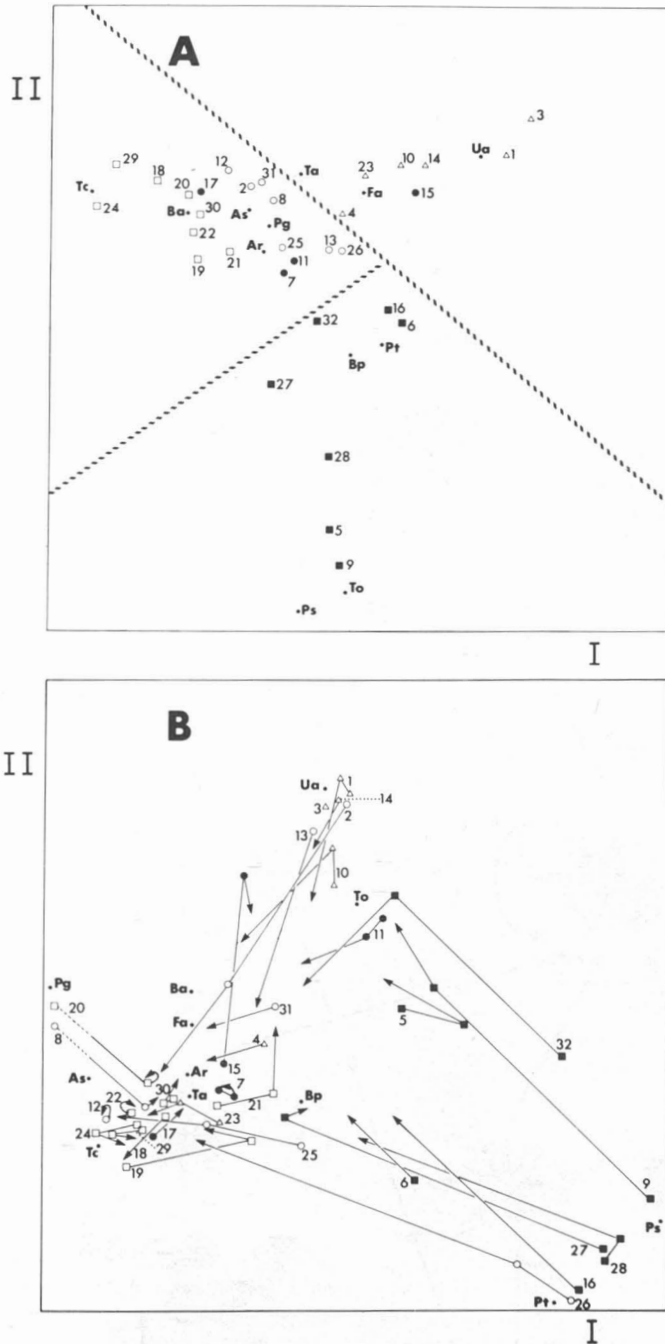 A
II
3
29
12
31
Ta
23
10
14
Ua
1
18
20
17
2
Tc
24
Ba
30
As
8
Fa
15
Pg
4
22
Ar
25
13
26
19
21
7
11
32
16
6
Pt
Bp
27
28
5
9
To
Ps
I
B
II
Ua
1
3
14
13
2
10
To
11
Pg
20
Ba
Fa
31
8
5
4
32
15
As
Ar
22
30
7
12
Ta
21
Bp
24
23
17
18
29
25
Tc
19
6
9
Ps
27
28
16
Pt
26
I